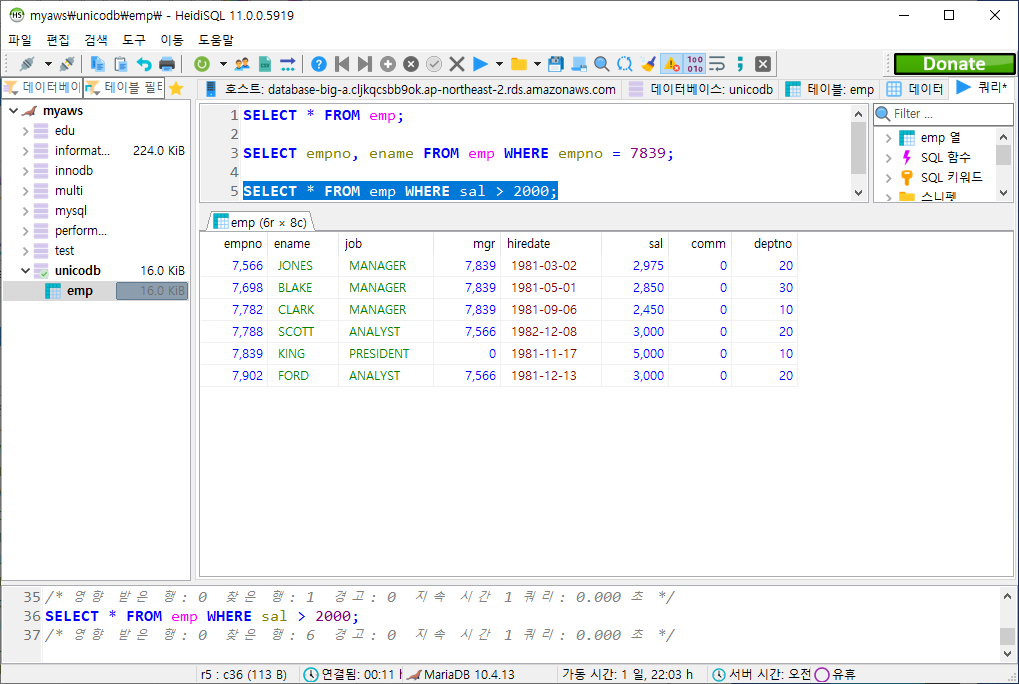 myaws\unicodb\emp\ - HeidiSQL 11.0.0.5919
파일 편집 검색 도구 이동 도움말
Donate
데이터베이 테이블 필터
호스트: database-big-a.cljkqcsbb9ok.ap-northeast-2.rds.amazonaws.com 데이터베이스: unicodb 테이블: emp 데이터 쿼리*
myaws
edu
informat... 224.0 KiB
innodb
multi
mysql
perform...
test
unicodb 16.0 KiB
emp 16.0 KiB
1 SELECT * FROM emp;
2
3 SELECT empno, ename FROM emp WHERE empno = 7839;
4
5 SELECT * FROM emp WHERE sal > 2000;
Filter ...
emp 열
SQL 함수
SQL 키워드
스니펫
emp (6r × 8c)
empno ename job mgr hiredate sal comm deptno
7,566 JONES MANAGER 7,839 1981-03-02 2,975 0 20
7,698 BLAKE MANAGER 7,839 1981-05-01 2,850 0 30
7,782 CLARK MANAGER 7,839 1981-09-06 2,450 0 10
7,788 SCOTT ANALYST 7,566 1982-12-08 3,000 0 20
7,839 KING PRESIDENT 0 1981-11-17 5,000 0 10
7,902 FORD ANALYST 7,566 1981-12-13 3,000 0 20
35 /* 영향 받은 행: 0 찾은 행: 1 경고: 0 지속 시간 1 쿼리: 0.000 초 */
36 SELECT * FROM emp WHERE sal > 2000;
37 /* 영향 받은 행: 0 찾은 행: 6 경고: 0 지속 시간 1 쿼리: 0.000 초 */
r5 : c36 (113 B) 연결됨: 00:11 MariaDB 10.4.13 가동 시간: 1 일, 22:03 h 서버 시간: 오전 유휴